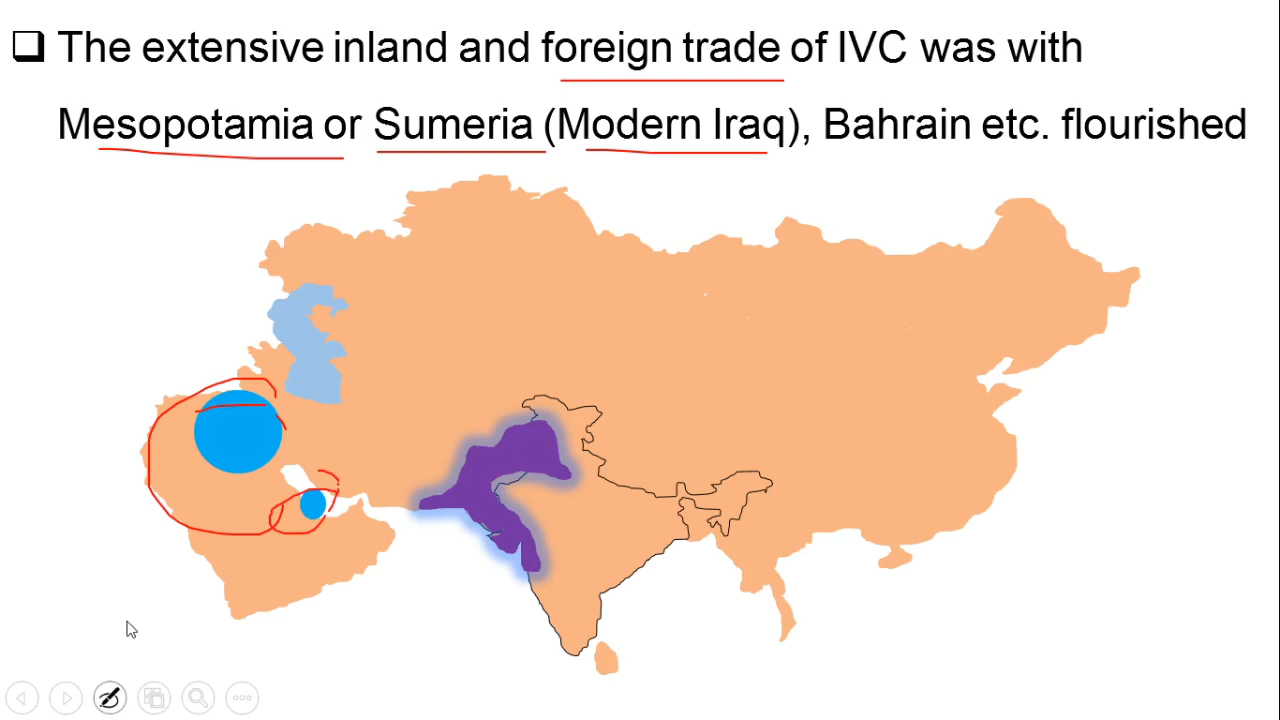 The extensive inland and foreign trade of IVC was with
Mesopotamia or Sumeria (Modern Iraq), Bahrain etc. flourished